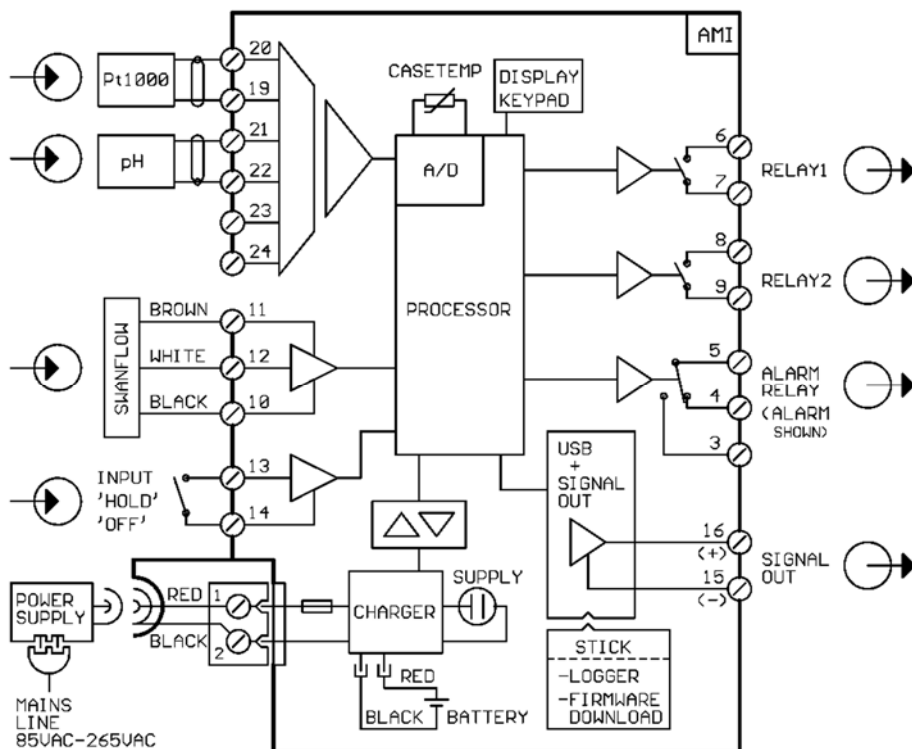 AMI
20
Pt1000
19
CASETEMP
DISPLAY
KEYPAD
21
pH
22
A/D
6
7
RELAY1
23
24
8
9
RELAY2
PROCESSOR
SWANFLOW
BROWN
11
WHITE
12
BLACK
10
5
4
3
ALARM
RELAY
(ALARM
SHOWN)
INPUT
'HOLD'
'OFF'
13
14
USB
+
SIGNAL
OUT
16
(+)
15
(-)
SIGNAL
OUT
POWER
SUPPLY
RED
1
BLACK
2
CHARGER
SUPPLY
RED
BLACK
BATTERY
STICK
-LOGGER
-FIRMWARE
DOWNLOAD
MAINS
LINE
85VAC-265VAC